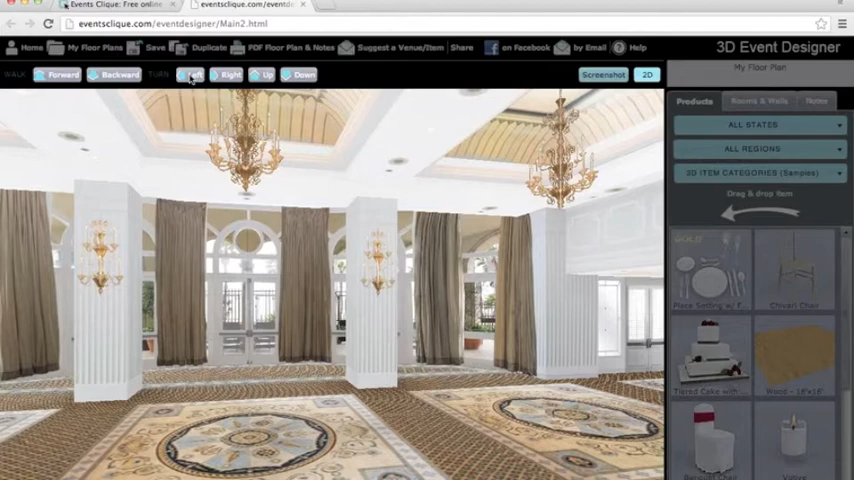 Events Clique: Free online
eventsclique.com/eventde
eventsclique.com/eventdesigner/Main2.html
Home My Floor Plans Save Duplicate PDF Floor Plan & Notes Suggest a Venue/Item Share on Facebook by Email Help 3D Event Designer
WALK Forward Backward TURN Left Right Up Down Screenshot 2D My Floor Plan
Products Rooms & Walls Notes
ALL STATES
ALL REGIONS
3D ITEM CATEGORIES (Samples)
Drag & drop item
Place Setting w/ F... Chivari Chair
Tiered Cake with Wood - 16"x16"
Banquet Chair Votive